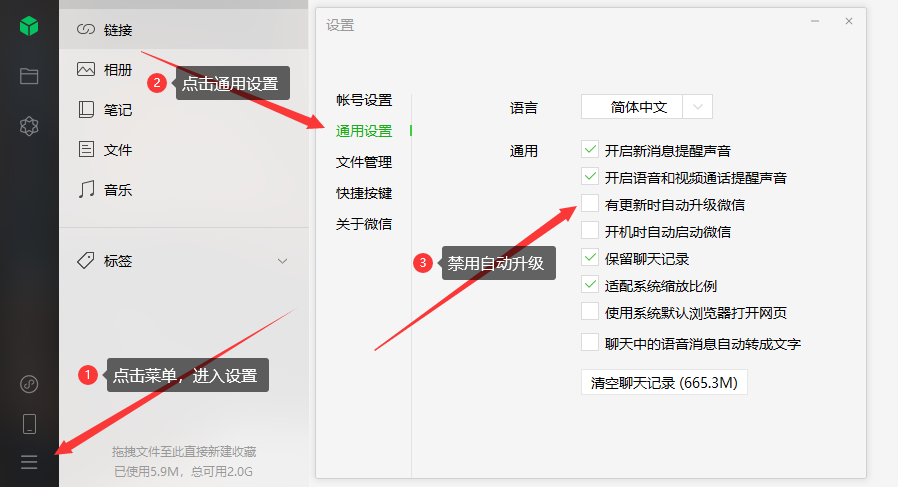 链接
相册
笔记
文件
音乐
标签
拖拽文件至此直接新建收藏
已使用5.9M，总可用2.0G
1 点击菜单，进入设置
2 点击通用设置
3 禁用自动升级
设置
帐号设置
通用设置
文件管理
快捷按键
关于微信
语言 简体中文
通用
开启新消息提醒声音
开启语音和视频通话提醒声音
有更新时自动升级微信
开机时自动启动微信
保留聊天记录
适配系统缩放比例
使用系统默认浏览器打开网页
聊天中的语音消息自动转成文字
清空聊天记录 (665.3M)